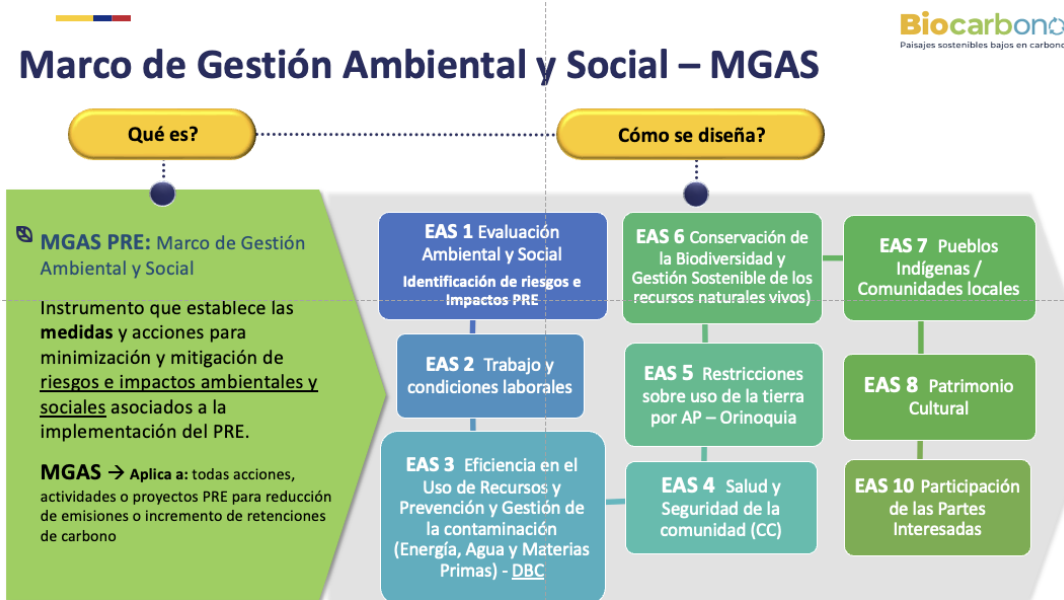 Biocarbono
Paisajes sostenibles bajos en carbono
Marco de Gestión Ambiental y Social – MGAS
Qué es?
Cómo se diseña?
MGAS PRE: Marco de Gestión
Ambiental y Social
Instrumento que establece las
medidas y acciones para
minimización y mitigación de
riesgos e impactos ambientales y
sociales asociados a la
implementación del PRE.
MGAS → Aplica a: todas acciones,
actividades o proyectos PRE para reducción
de emisiones o incremento de retenciones
de carbono
EAS 1 Evaluación
Ambiental y Social
Identificación de riesgos e
Impactos PRE
EAS 2 Trabajo y
condiciones laborales
EAS 3 Eficiencia en el
Uso de Recursos y
Prevención y Gestión de
la contaminación
(Energía, Agua y Materias
Primas) - DBC
EAS 4 Salud y
Seguridad de la
comunidad (CC)
EAS 5 Restricciones
sobre uso de la tierra
por AP – Orinoquia
EAS 6 Conservación de
la Biodiversidad y
Gestión Sostenible de los
recursos naturales vivos)
EAS 7 Pueblos
Indígenas /
Comunidades locales
EAS 8 Patrimonio
Cultural
EAS 10 Participación
de las Partes
Interesadas